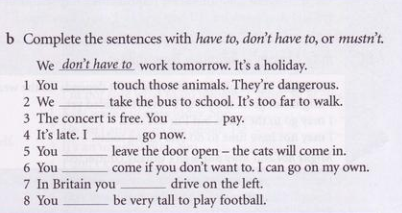 b Complete the sentences with have to, don't have to, or mustn't.
We don't have to work tomorrow. It's a holiday.
1 You ______ touch those animals. They're dangerous.
2 We ______ take the bus to school. It's too far to walk.
3 The concert is free. You ______ pay.
4 It's late. I ______ go now.
5 You ______ leave the door open – the cats will come in.
6 You ______ come if you don't want to. I can go on my own.
7 In Britain you ______ drive on the left.
8 You ______ be very tall to play football.